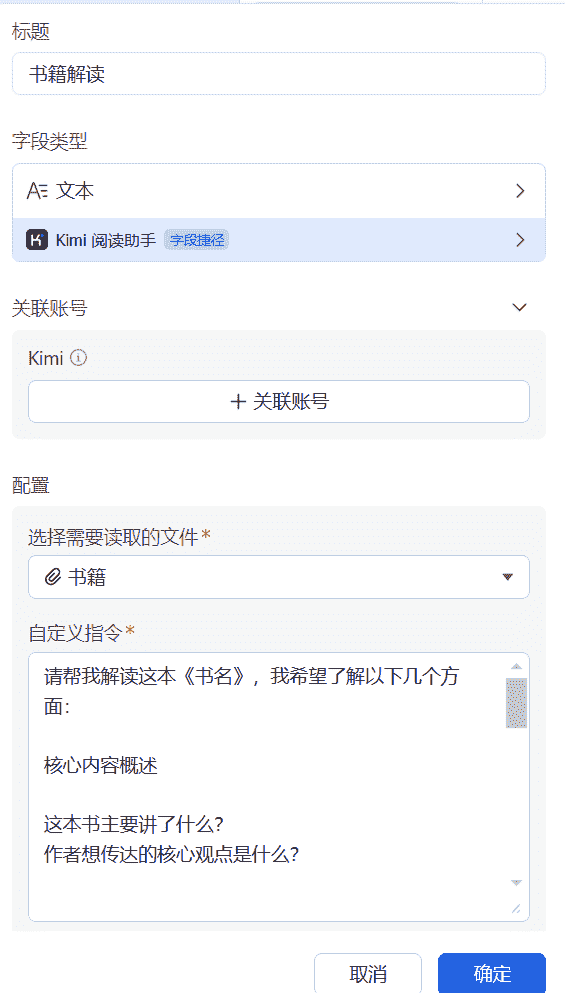 标题
书籍解读
字段类型
文本
Kimi 阅读助手 字段捷径
关联账号
Kimi
+ 关联账号
配置
选择需要读取的文件*
书籍
自定义指令*
请帮我解读这本《书名》，我希望了解以下几个方
面：
核心内容概述
这本书主要讲了什么？
作者想传达的核心观点是什么？
取消 确定